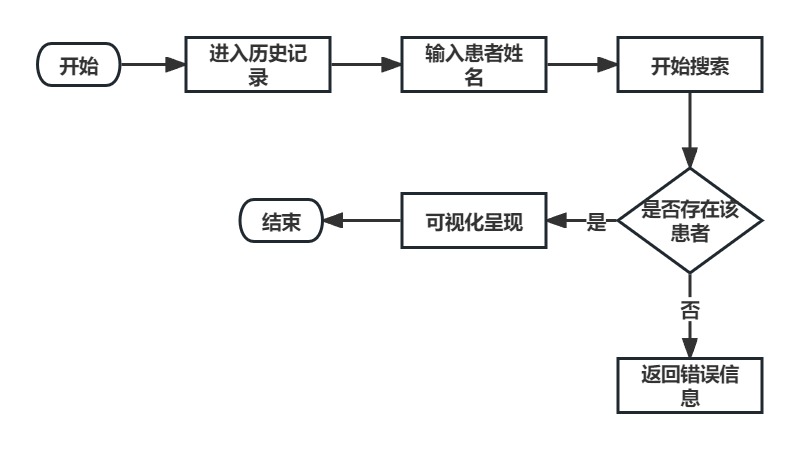 开始
进入历史记
录
输入患者姓
名
开始搜索
是否存在该
患者
是
可视化呈现
结束
否
返回错误信
息